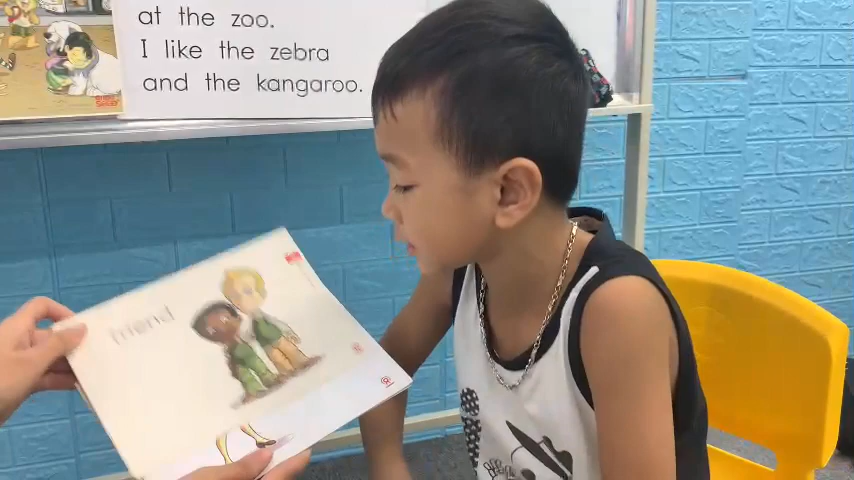 at the zoo.
I like the zebra
and the kangaroo.
friend